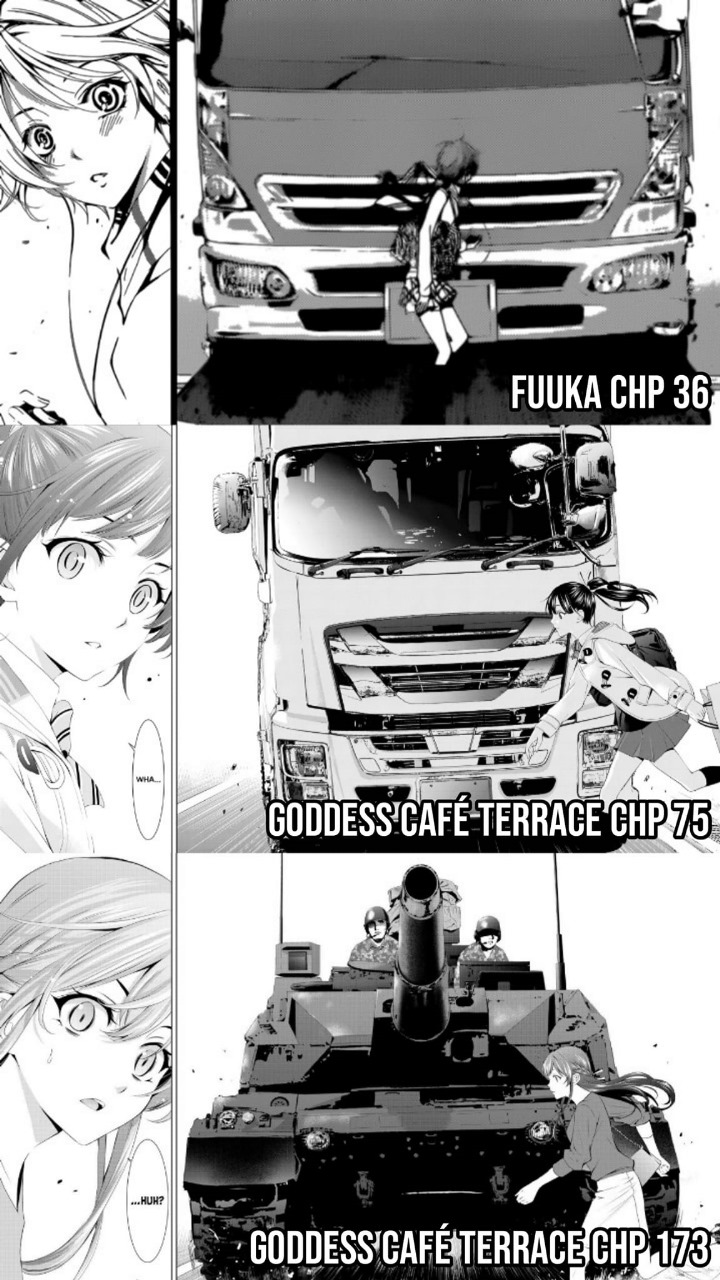 FUUKA CHP 36
WHA...
GODDESS CAFÉ TERRACE CHP 75
...HUH?
GODDESS CAFÉ TERRACE CHP 173